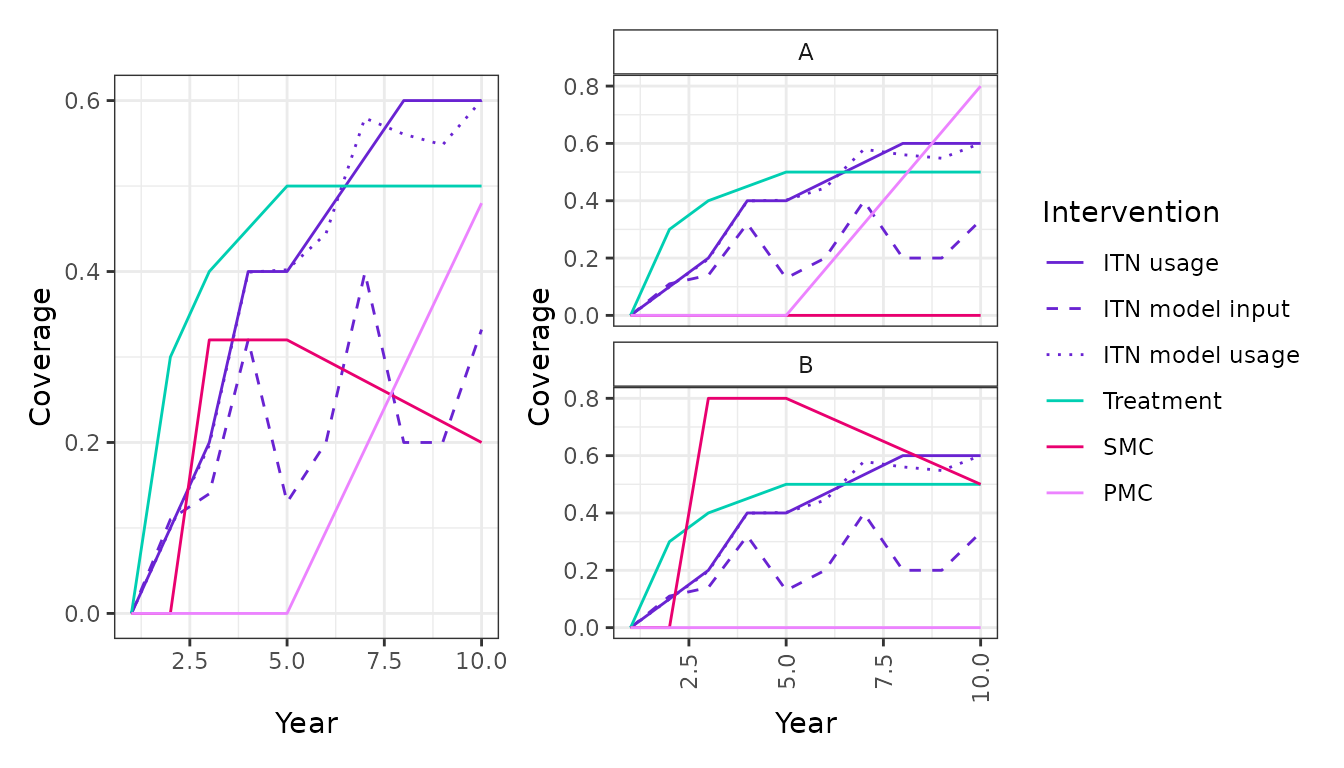 Coverage
0.6
0.4
0.2
0.0
2.5 5.0 7.5 10.0
Year
Coverage
A
0.8
0.6
0.4
0.2
0.0
B
0.8
0.6
0.4
0.2
0.0
2.5 5.0 7.5 10.0
Year
Intervention
ITN usage
ITN model input
ITN model usage
Treatment
SMC
PMC